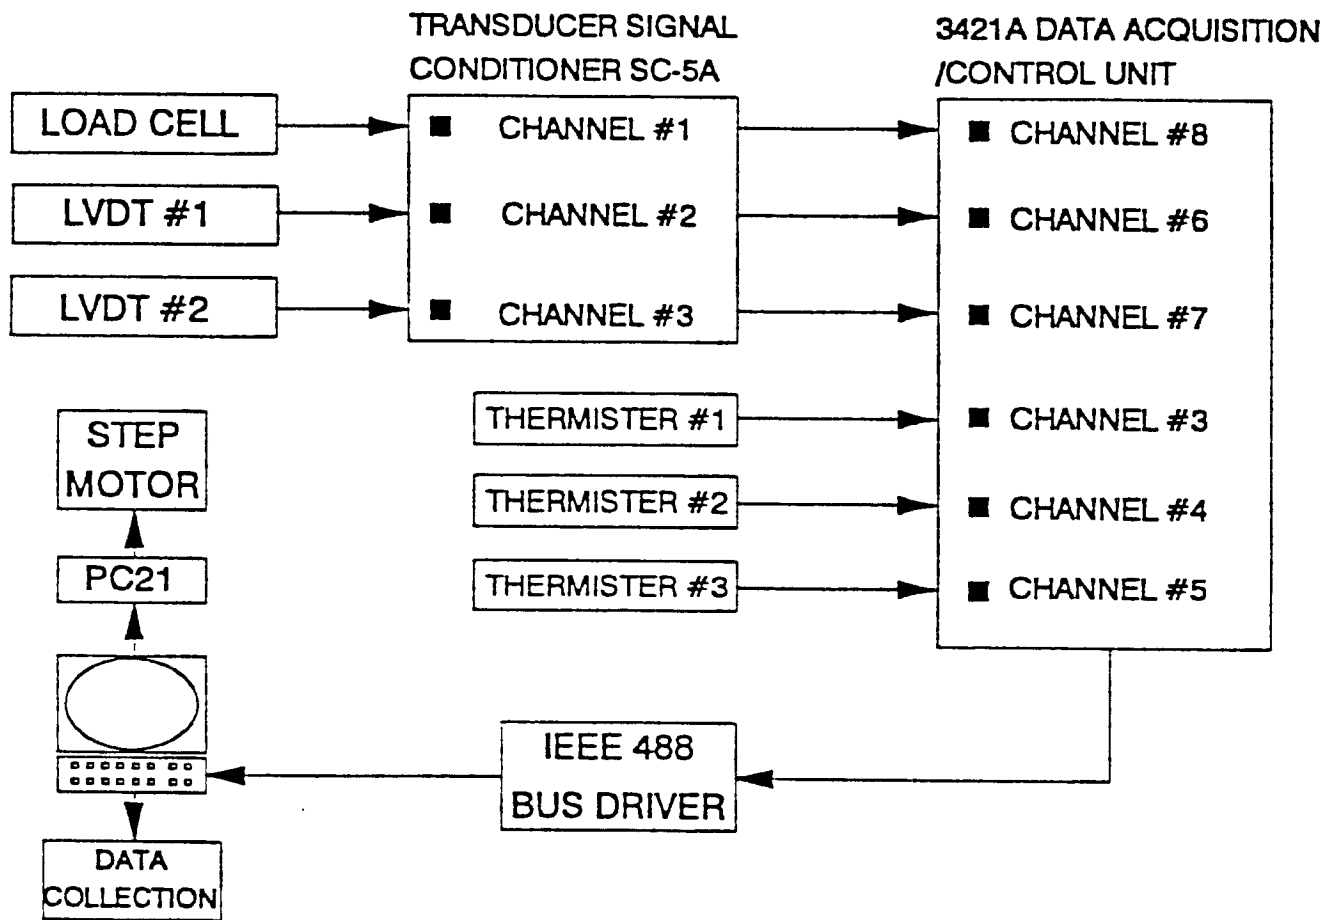 TRANSDUCER SIGNAL
CONDITIONER SC-5A
3421A DATA ACQUISITION
/CONTROL UNIT
LOAD CELL
CHANNEL #1
CHANNEL #8
LVDT #1
CHANNEL #2
CHANNEL #6
LVDT #2
CHANNEL #3
CHANNEL #7
THERMISTER #1
CHANNEL #3
THERMISTER #2
CHANNEL #4
THERMISTER #3
CHANNEL #5
STEP
MOTOR
PC21
IEEE 488
BUS DRIVER
DATA
COLLECTION